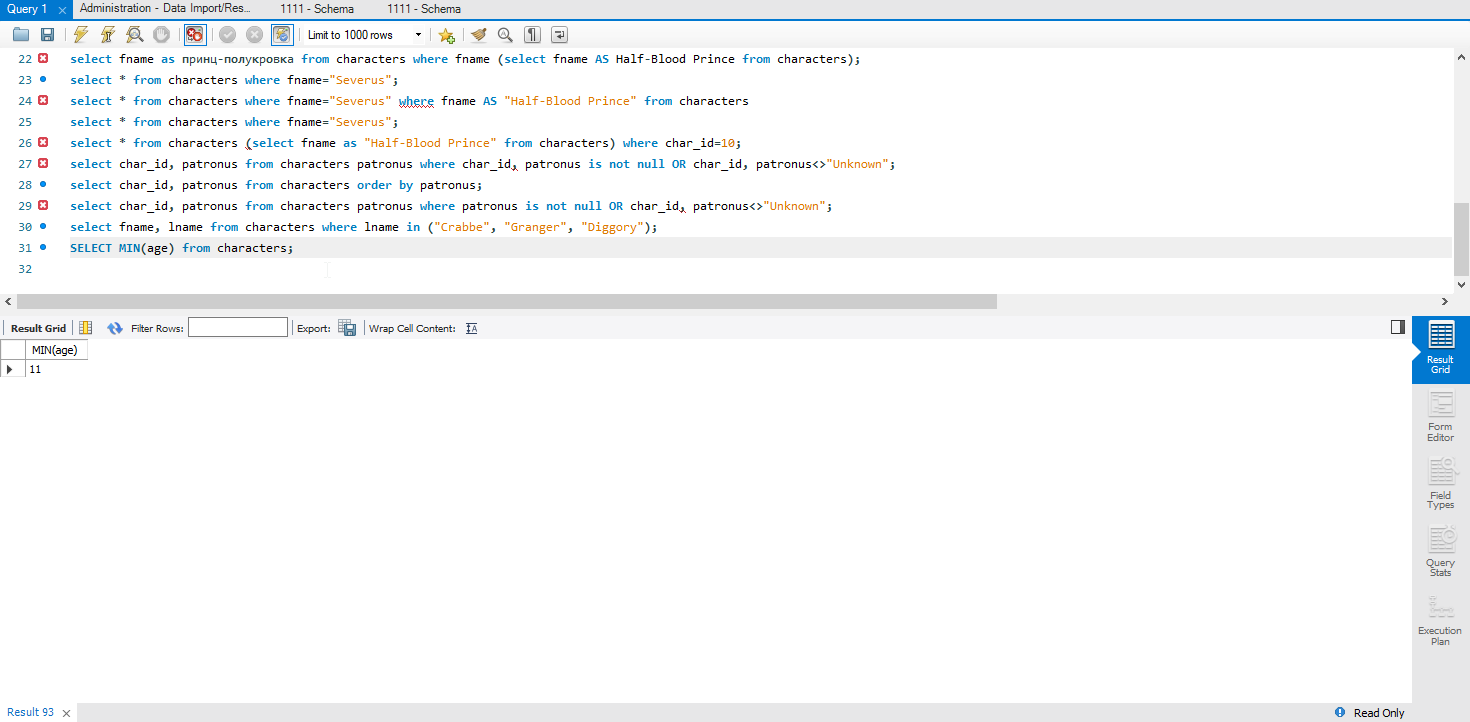 Query 1 Administration - Data Import/Res... 1111 - Schema 1111 - Schema
Limit to 1000 rows
22 select fname as принц-полукровка from characters where fname (select fname AS Half-Blood Prince from characters);
23 select * from characters where fname="Severus";
24 select * from characters where fname="Severus" where fname AS "Half-Blood Prince" from characters
25 select * from characters where fname="Severus";
26 select * from characters (select fname as "Half-Blood Prince" from characters) where char_id=10;
27 select char_id, patronus from characters patronus where char_id, patronus is not null OR char_id, patronus<>"Unknown";
28 select char_id, patronus from characters order by patronus;
29 select char_id, patronus from characters patronus where patronus is not null OR char_id, patronus<>"Unknown";
30 select fname, lname from characters where lname in ("Crabbe", "Granger", "Diggory");
31 SELECT MIN(age) from characters;
32
Result Grid Filter Rows: Export: Wrap Cell Content:
MIN(age)
11
Result
Grid
Form
Editor
Field
Types
Query
Stats
Execution
Plan
Result 93 Read Only